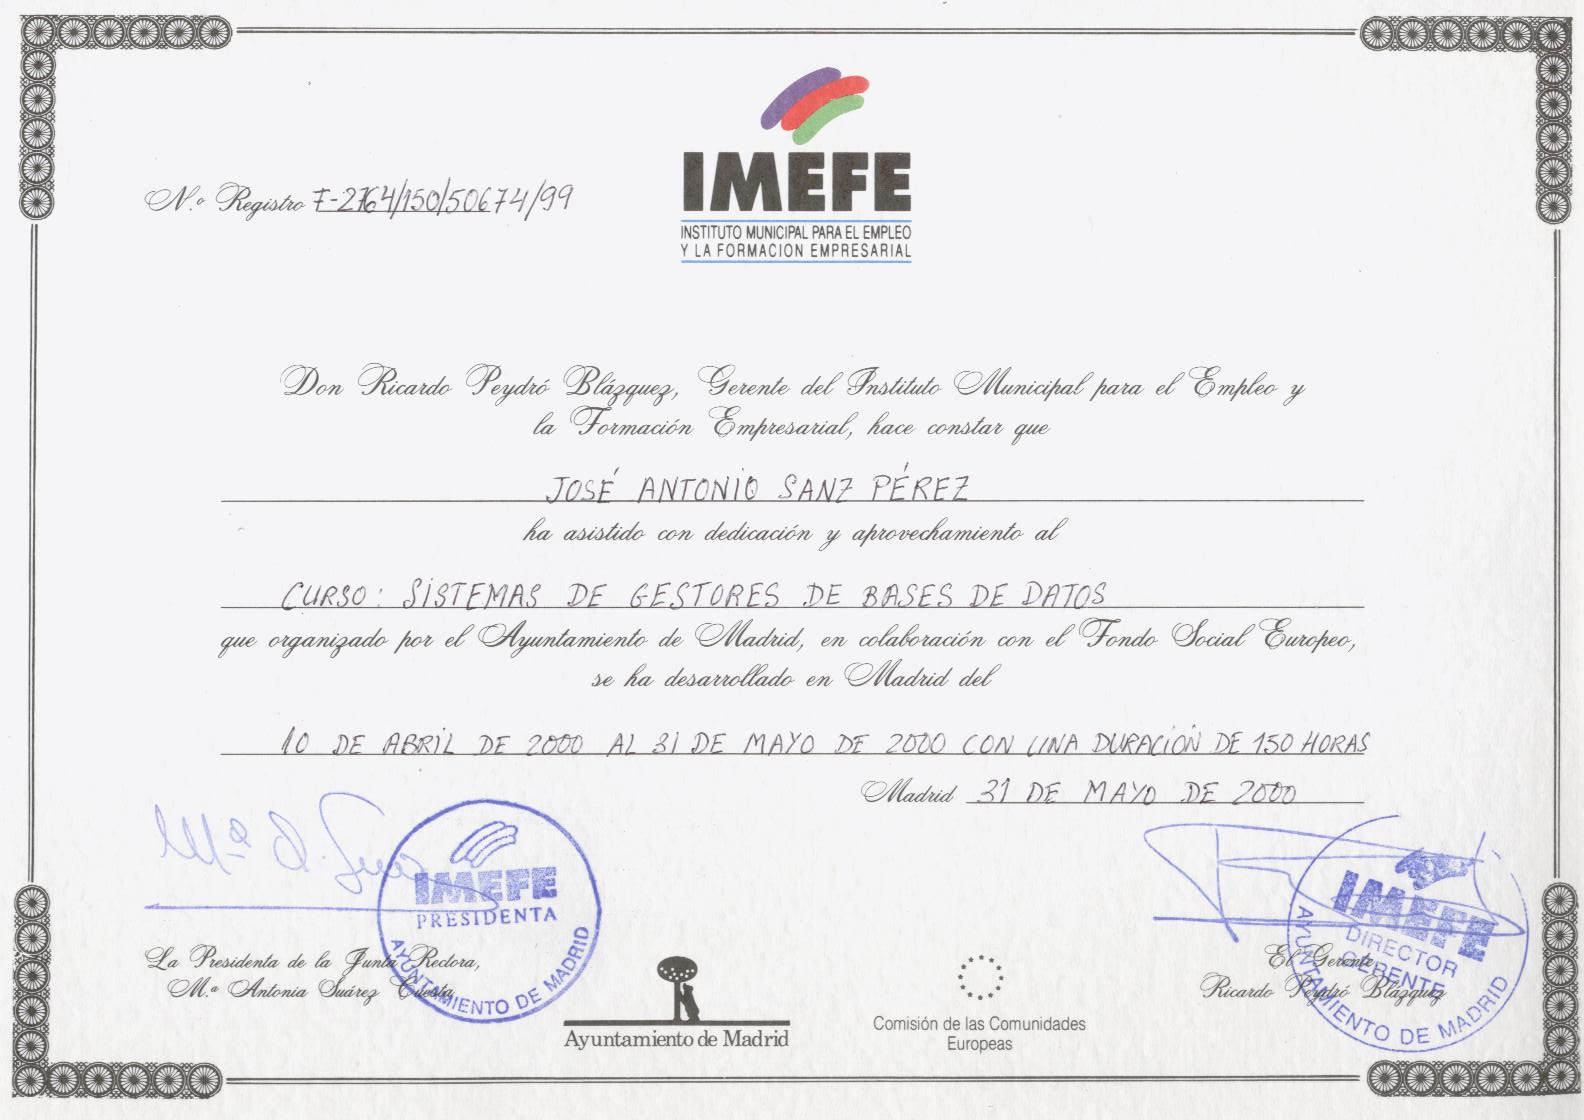 IMEFE
INSTITUTO MUNICIPAL PARA EL EMPLEO
Y LA FORMACION EMPRESARIAL
N.º Registro F-2764/150/50674/99
Don Ricardo Peydró Blázquez, Gerente del Instituto Municipal para el Empleo y
la Formación Empresarial, hace constar que
JOSÉ ANTONIO SANZ PÉREZ
ha asistido con dedicación y aprovechamiento al
CURSO: SISTEMAS DE GESTORES DE BASES DE DATOS
que organizado por el Ayuntamiento de Madrid, en colaboración con el Fondo Social Europeo,
se ha desarrollado en Madrid del
10 DE ABRIL DE 2000 AL 31 DE MAYO DE 2000 CON UNA DURACIÓN DE 150 HORAS
Madrid 31 DE MAYO DE 2000
IMEFE
PRESIDENTA
AYUNTAMIENTO DE MADRID
La Presidenta de la Junta Rectora,
M.ª Antonia Suárez Cuesta
Ayuntamiento de Madrid
Comisión de las Comunidades
Europeas
IMEFE
DIRECTOR
GERENTE
AYUNTAMIENTO DE MADRID
El Gerente,
Ricardo Peydró Blázquez